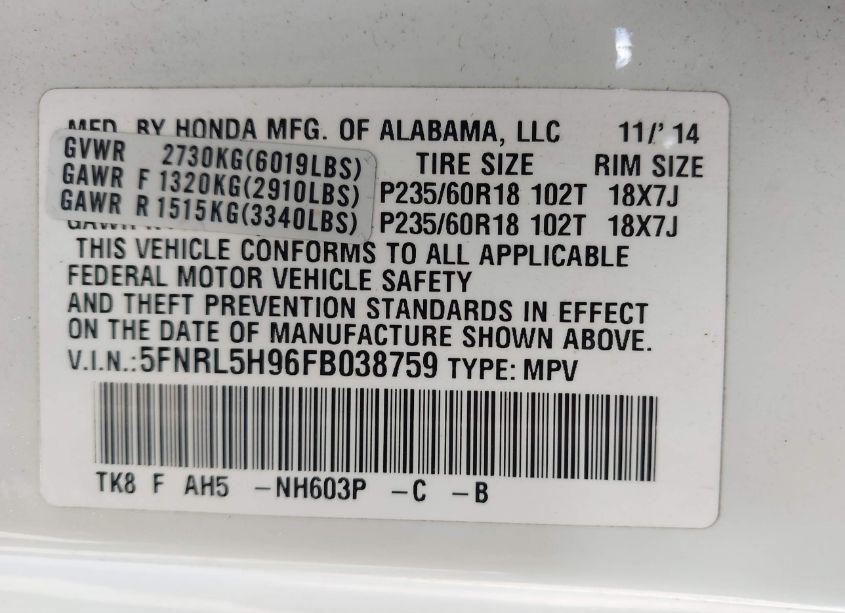 MFD. BY HONDA MFG. OF ALABAMA, LLC 11/' 14
GVWR 2730KG(6019LBS) TIRE SIZE RIM SIZE
GAWR F 1320KG(2910LBS) P235/60R18 102T 18X7J
GAWR R 1515KG(3340LBS) P235/60R18 102T 18X7J
THIS VEHICLE CONFORMS TO ALL APPLICABLE
FEDERAL MOTOR VEHICLE SAFETY
AND THEFT PREVENTION STANDARDS IN EFFECT
ON THE DATE OF MANUFACTURE SHOWN ABOVE.
V.I.N.:5FNRL5H96FB038759 TYPE: MPV
TK8 F AH5 -NH603P -C -B